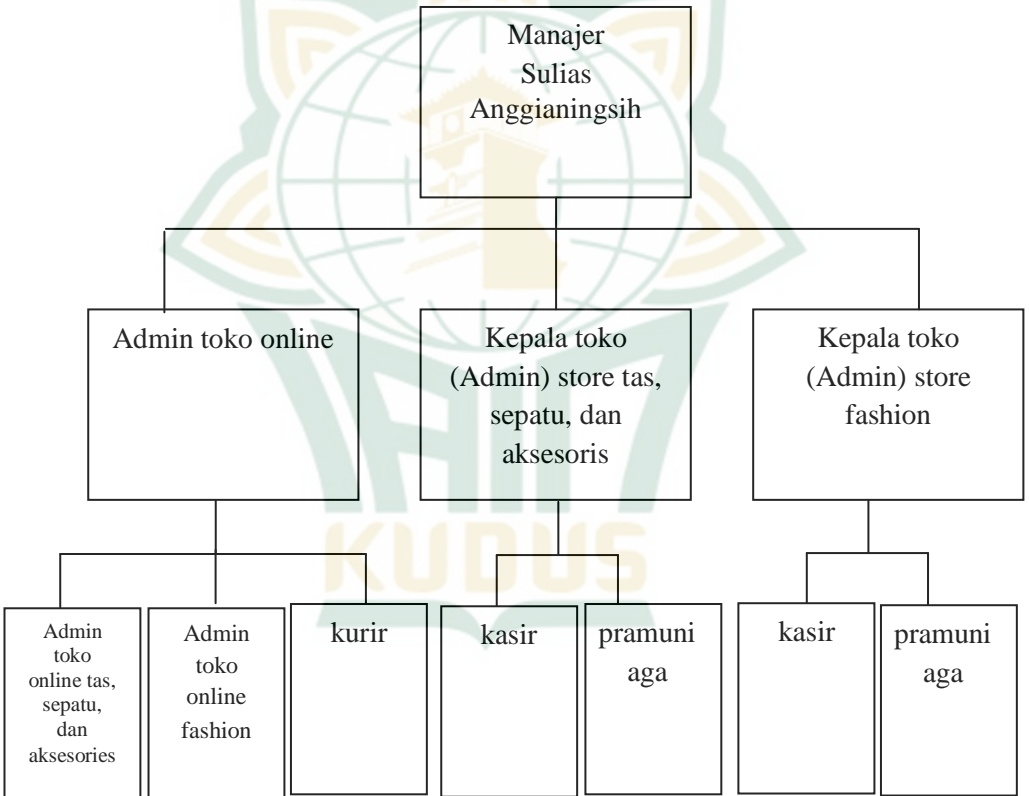 Manajer
Sulias
Anggianingsih
Admin toko online
Kepala toko
(Admin) store tas,
sepatu, dan
aksesoris
Kepala toko
(Admin) store
fashion
Admin
toko
online tas,
sepatu,
dan
aksesories
Admin
toko
online
fashion
kurir
kasir
pramuni
aga
kasir
pramuni
aga
IAIN
KUDUS